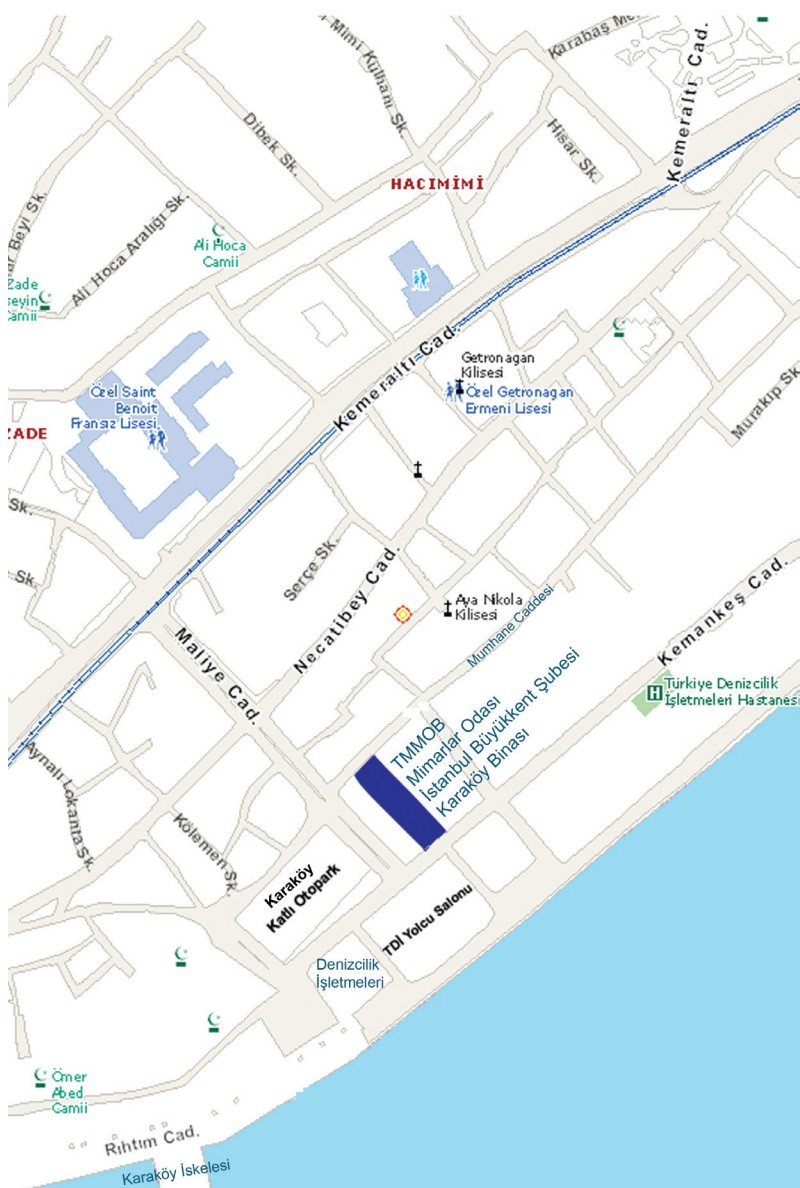 Mimi Külhanı Sk.
Karabaş
Kemeraltı Cad.
Dibek Sk.
Hisar Sk.
HACIMİMİ
Beyi Sk.
Ali Hoca Aralığı Sk.
Ali Hoca
Camii
Zade
seyin
Camii
Kemeraltı Cad.
Getronagan
Kilisesi
Özel Getronagan
Ermeni Lisesi
Özel Saint
Benoit
Fransız Lisesi
ZADE
Murakıp Sk.
Sk.
Sk.
Serçe Sk.
Necatibey Cad.
Aya Nikola
Kilisesi
Mumhane Caddesi
Kemankeş Cad.
Maliye Cad.
H
Türkiye Denizcilik
İşletmeleri Hastanesi
TMMOB
Mimarlar Odası
İstanbul Büyükkent Şubesi
Karaköy Binası
Aynalı Lokanta Sk.
Kölemen Sk.
Karaköy
Katlı Otopark
TDİ Yolcu Salonu
Denizcilik
İşletmeleri
Ömer
Abed
Camii
Rıhtım Cad.
Karaköy İskelesi